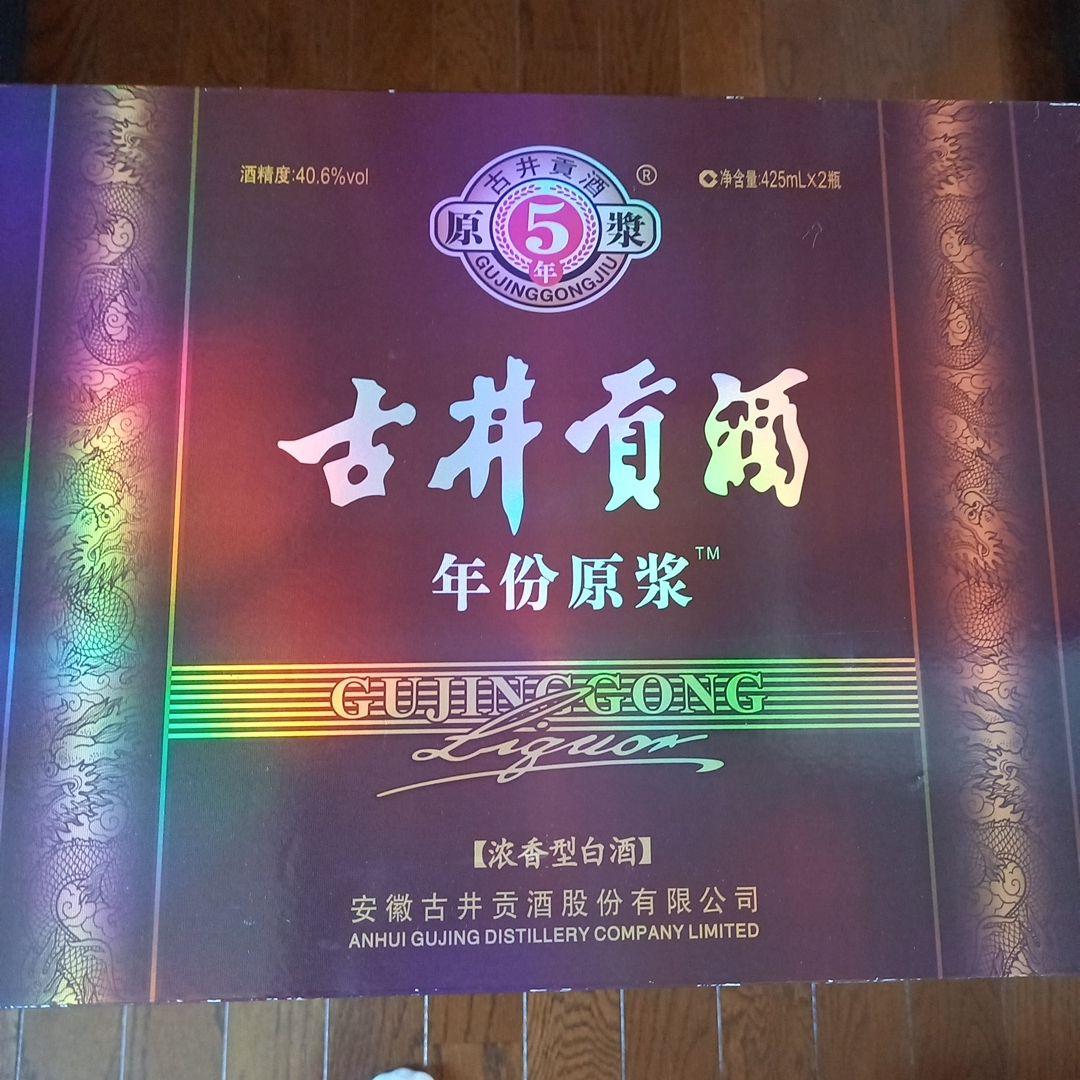 酒精度:40.6%vol
古井贡酒
®
净含量:425mL×2瓶
原 5 漿
年
GUJINGGONGJIU
古井贡酒
年份原浆™
GUJINGGONG
Liquor
【浓香型白酒】
安徽古井贡酒股份有限公司
ANHUI GUJING DISTILLERY COMPANY LIMITED